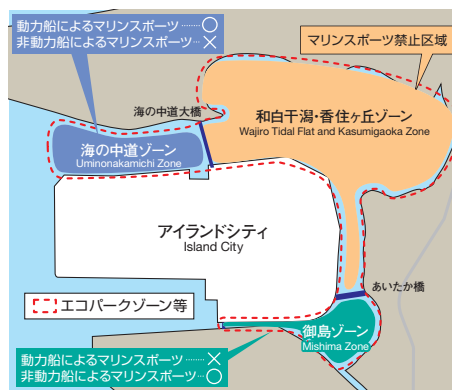 動力船によるマリンスポーツ……○
非動力船によるマリンスポーツ…×
マリンスポーツ禁止区域
海の中道大橋
和白干潟・香住ヶ丘ゾーン
Wajiro Tidal Flat and Kasumigaoka Zone
海の中道ゾーン
Uminonakamichi Zone
アイランドシティ
Island City
あいたか橋
エコパークゾーン等
御島ゾーン
Mishima Zone
動力船によるマリンスポーツ……×
非動力船によるマリンスポーツ…○